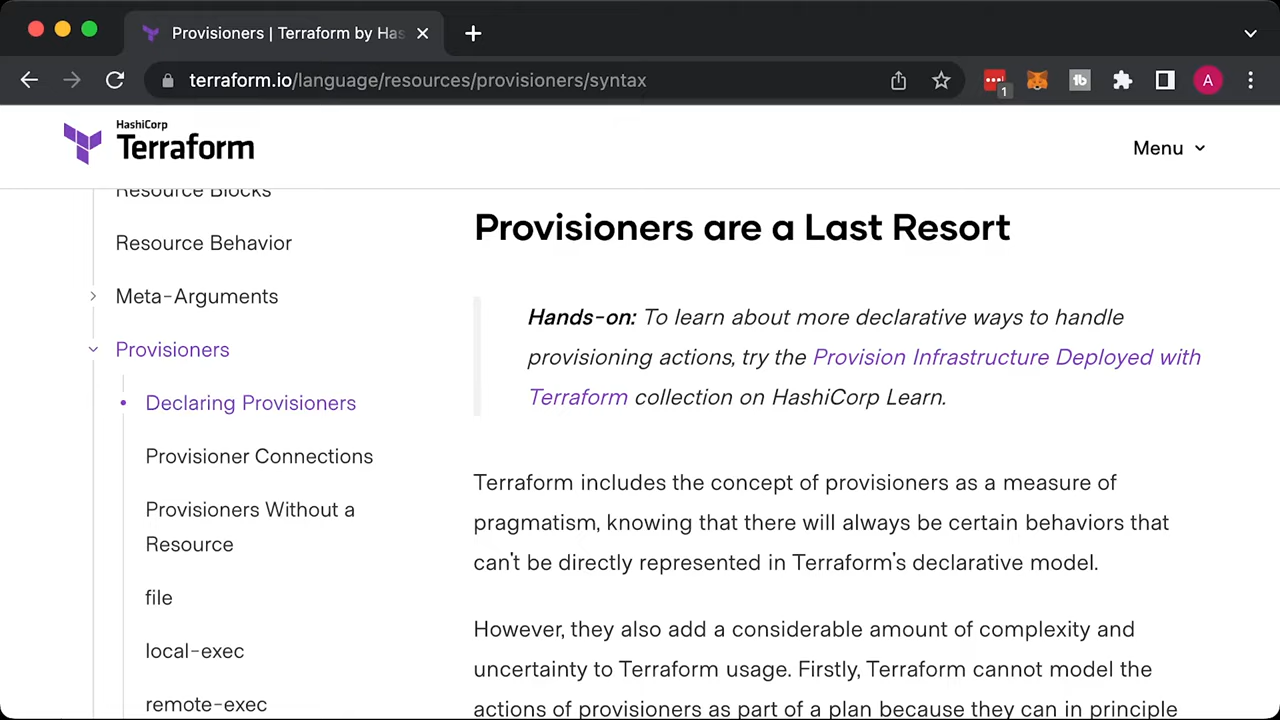 Provisioners | Terraform by Has
terraform.io/language/resources/provisioners/syntax
1
A
HashiCorp
Terraform
Menu
Resource Blocks
Resource Behavior
Meta-Arguments
Provisioners
Declaring Provisioners
Provisioner Connections
Provisioners Without a
Resource
file
local-exec
remote-exec
Provisioners are a Last Resort
Hands-on: To learn about more declarative ways to handle
provisioning actions, try the Provision Infrastructure Deployed with
Terraform collection on HashiCorp Learn.
Terraform includes the concept of provisioners as a measure of
pragmatism, knowing that there will always be certain behaviors that
can't be directly represented in Terraform's declarative model.
However, they also add a considerable amount of complexity and
uncertainty to Terraform usage. Firstly, Terraform cannot model the
actions of provisioners as part of a plan because they can in principle